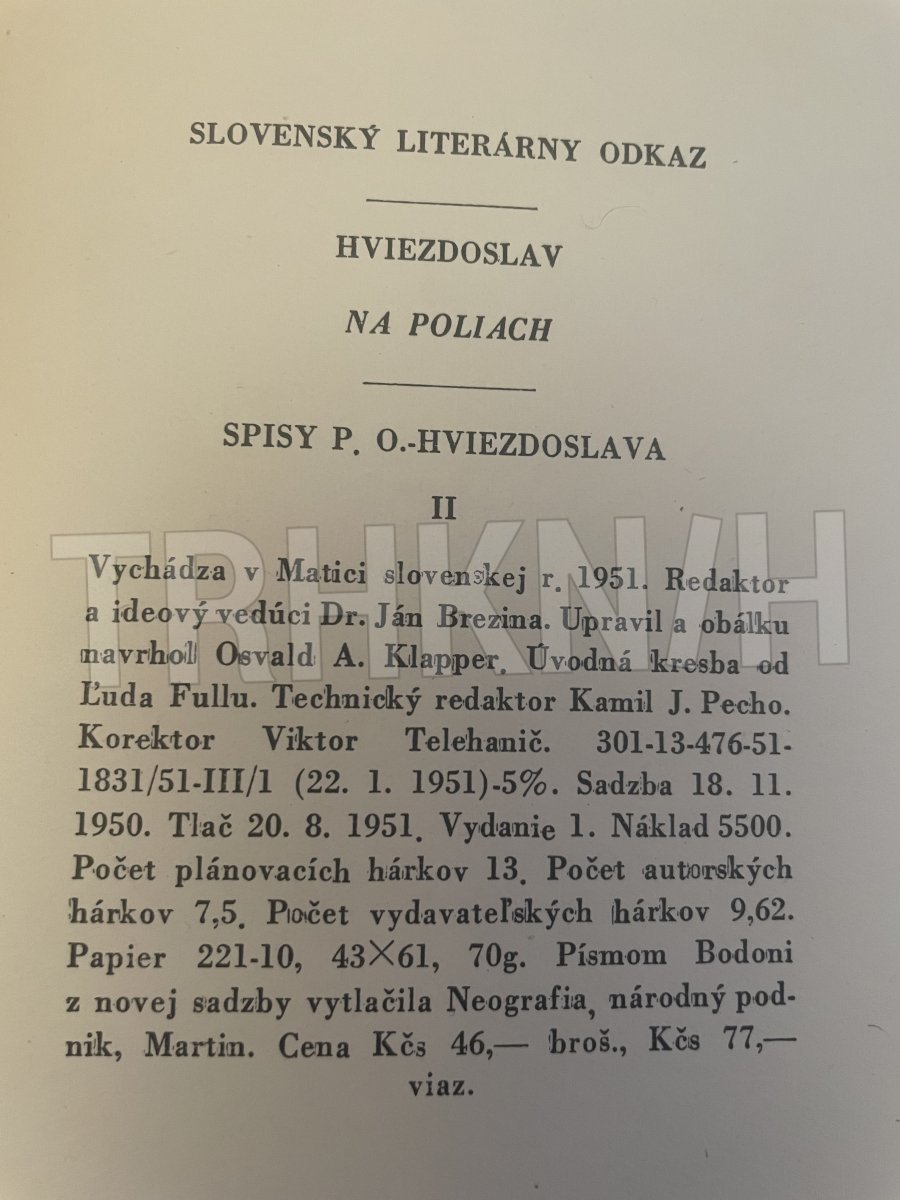 SLOVENSKÝ LITERÁRNY ODKAZ
HVIEZDOSLAV
NA POLIACH
SPISY P. O.-HVIEZDOSLAVA
II
TRHKNIH
Vychádza v Matici slovenskej r. 1951. Redaktor
a ideový vedúci Dr. Ján Brezina. Upravil a obálku
navrhol Osvald A. Klapper. Úvodná kresba od
Ľuda Fullu. Technický redaktor Kamil J. Pecho.
Korektor Viktor Telehanič. 301-13-476-51-
1831/51-III/1 (22. 1. 1951)-5%. Sadzba 18. 11.
1950. Tlač 20. 8. 1951. Vydanie 1. Náklad 5500.
Počet plánovacích hárkov 13. Počet autorských
hárkov 7,5. Počet vydavateľských hárkov 9,62.
Papier 221-10, 43×61, 70g. Písmom Bodoni
z novej sadzby vytlačila Neografia, národný pod-
nik, Martin. Cena Kčs 46,— broš., Kčs 77,—
viaz.